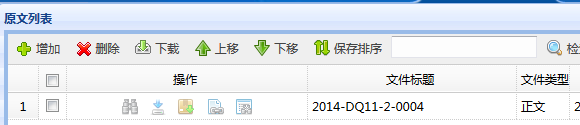 原文列表
增加 删除 下载 上移 下移 保存排序
操作 文件标题 文件类型
1 2014-DQ11-2-0004 正文 2